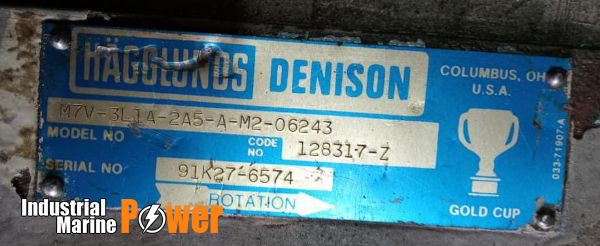 HÄGGLUNDS DENISON
COLUMBUS, OH
U.S.A.
M7V-3L1A-2A5-A-M2-06243
MODEL NO
CODE NO 128317-Z
SERIAL NO 91K27-6574
ROTATION
GOLD CUP
033-71907-A
Industrial
Marine
Power